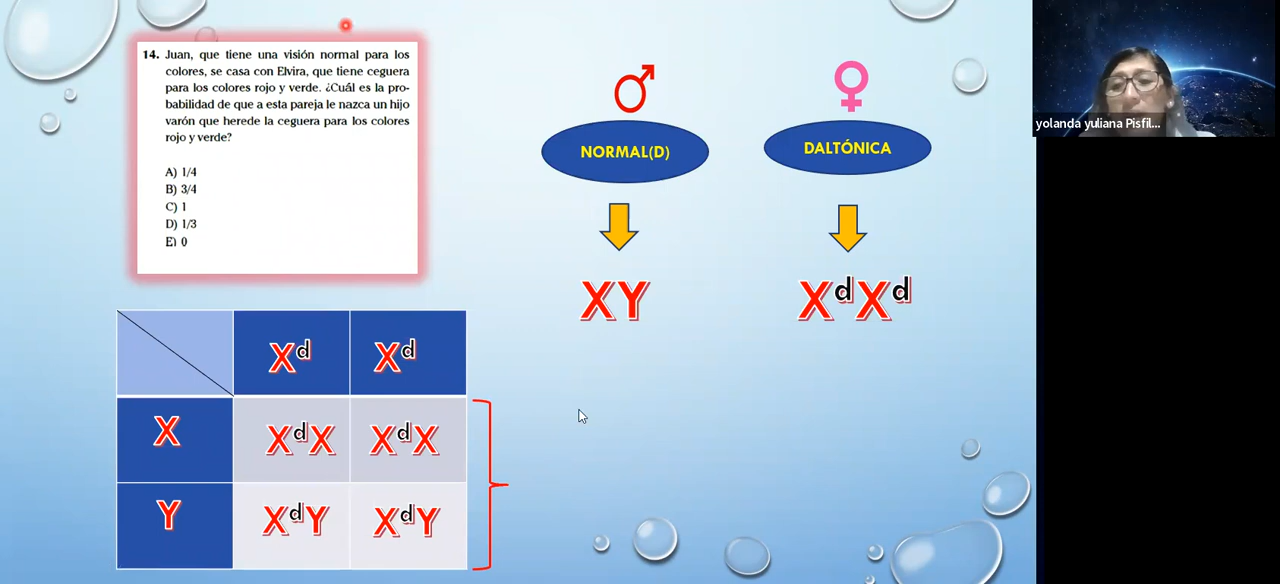 14. Juan, que tiene una visión normal para los
colores, se casa con Elvira, que tiene ceguera
para los colores rojo y verde. ¿Cuál es la pro-
babilidad de que a esta pareja le nazca un hijo
varón que herede la ceguera para los colores
rojo y verde?
A) 1/4
B) 3/4
C) 1
D) 1/3
E) 0
NORMAL(D)
DALTÓNICA
XY
XᵈXᵈ
Xᵈ Xᵈ
X XᵈX XᵈX
Y XᵈY XᵈY
yolanda yuliana Pisfil...